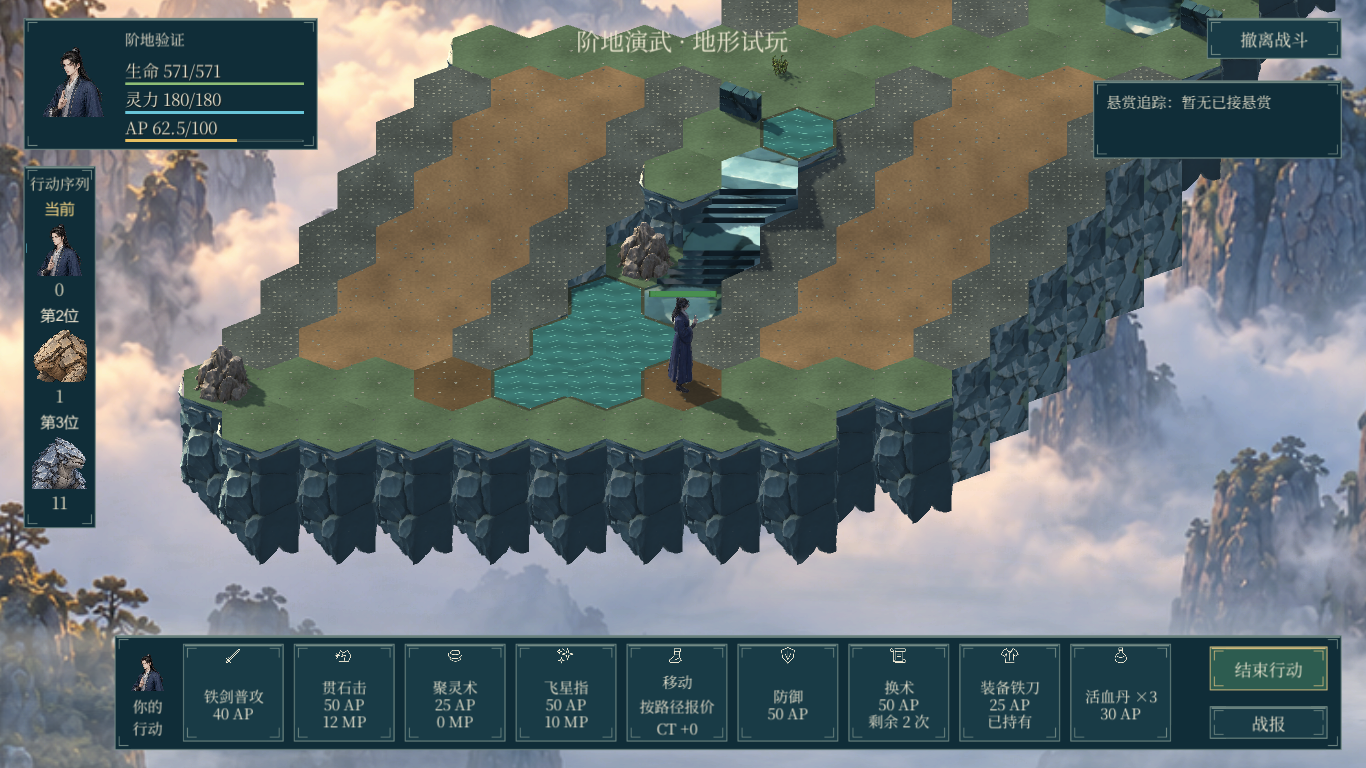 阶地验证
生命 571/571
灵力 180/180
AP 62.5/100
阶地演武 · 地形试玩
撤离战斗
悬赏追踪：暂无已接悬赏
行动序列
当前
0
第2位
1
第3位
11
你的
行动
铁剑普攻
40 AP
贯石击
50 AP
12 MP
聚灵术
25 AP
0 MP
飞星指
50 AP
10 MP
移动
按路径报价
CT +0
防御
50 AP
换术
50 AP
剩余 2 次
装备铁刀
25 AP
已持有
活血丹 ×3
30 AP
结束行动
战报